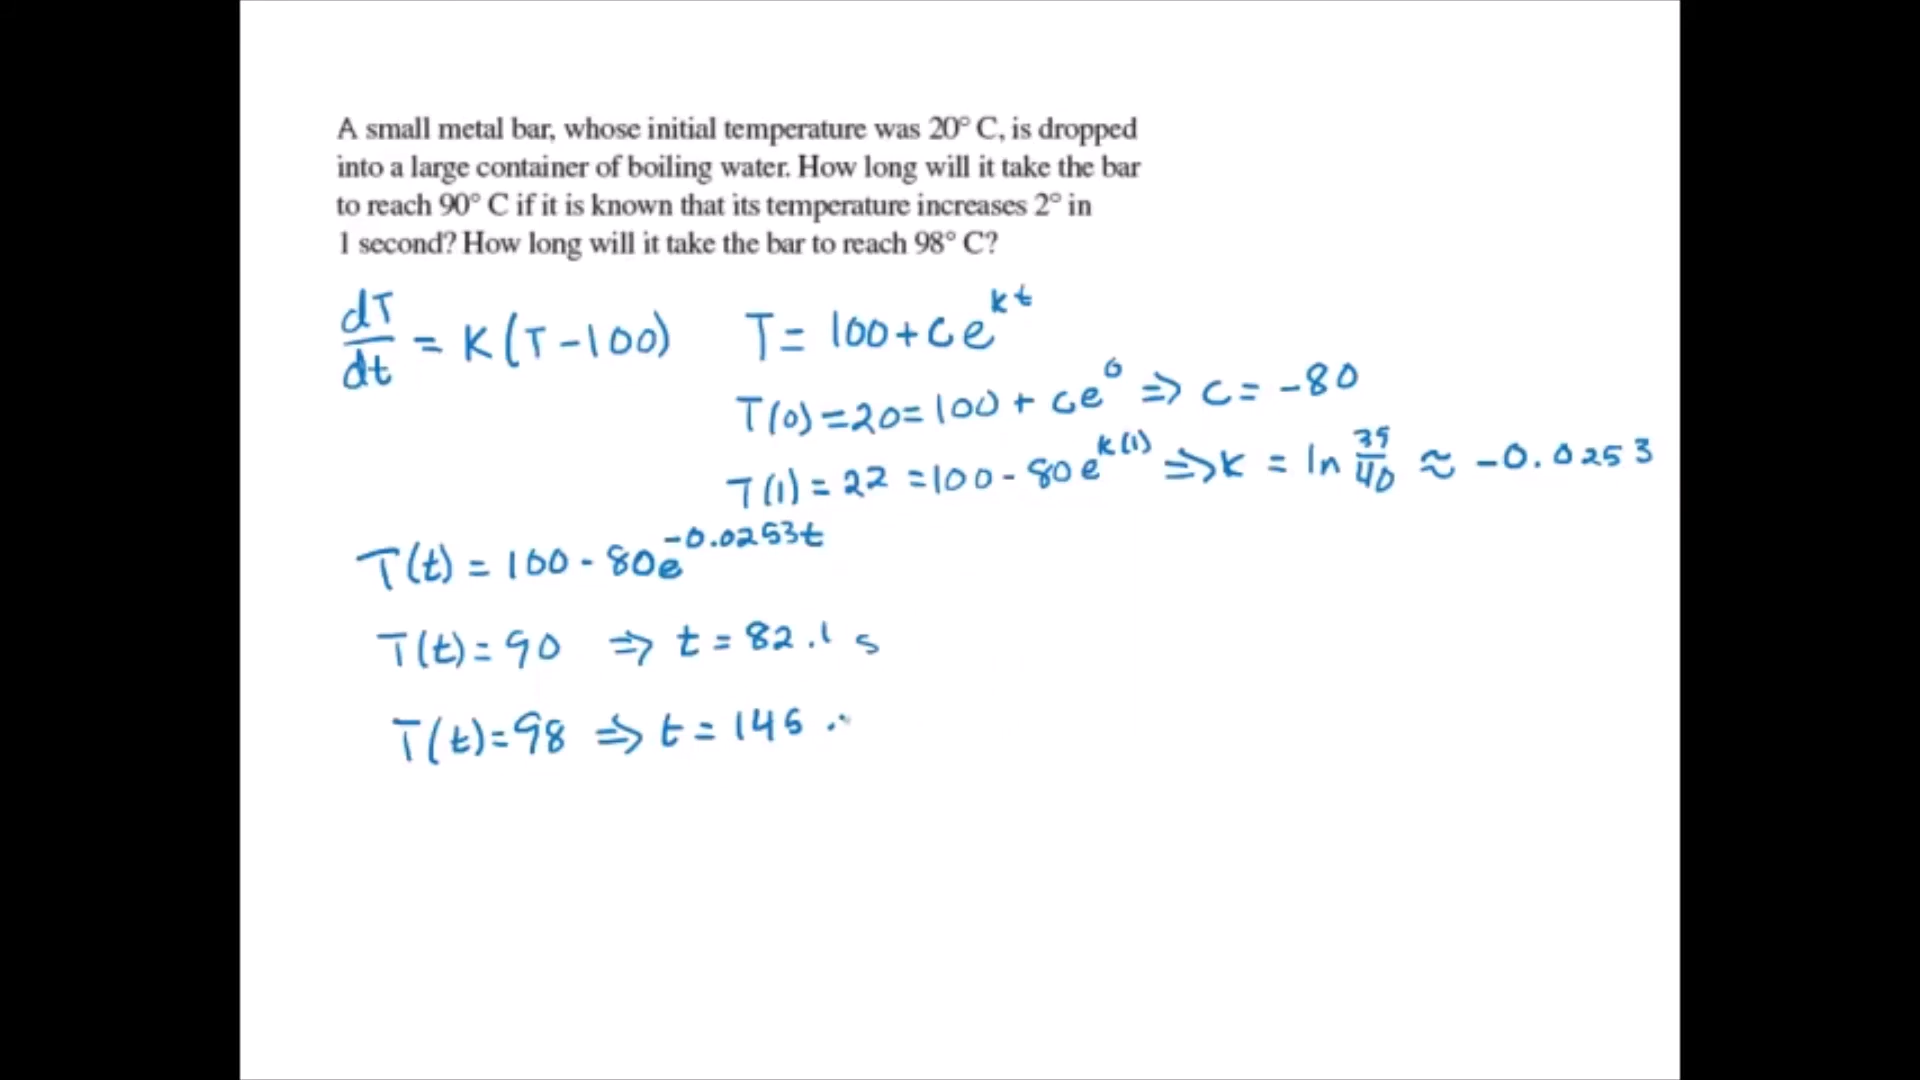 A small metal bar, whose initial temperature was 20° C, is dropped
into a large container of boiling water. How long will it take the bar
to reach 90° C if it is known that its temperature increases 2° in
1 second? How long will it take the bar to reach 98° C?
dT/dt = K(T-100) T = 100+Ce^kt
T(0)=20=100+Ce^0 ⇒ C = -80
T(1)=22=100-80e^k(1) ⇒ K = ln 39/40 ≈ -0.0253
T(t) = 100 - 80e^-0.0253t
T(t)=90 ⇒ t = 82.1 s
T(t)=98 ⇒ t = 145.